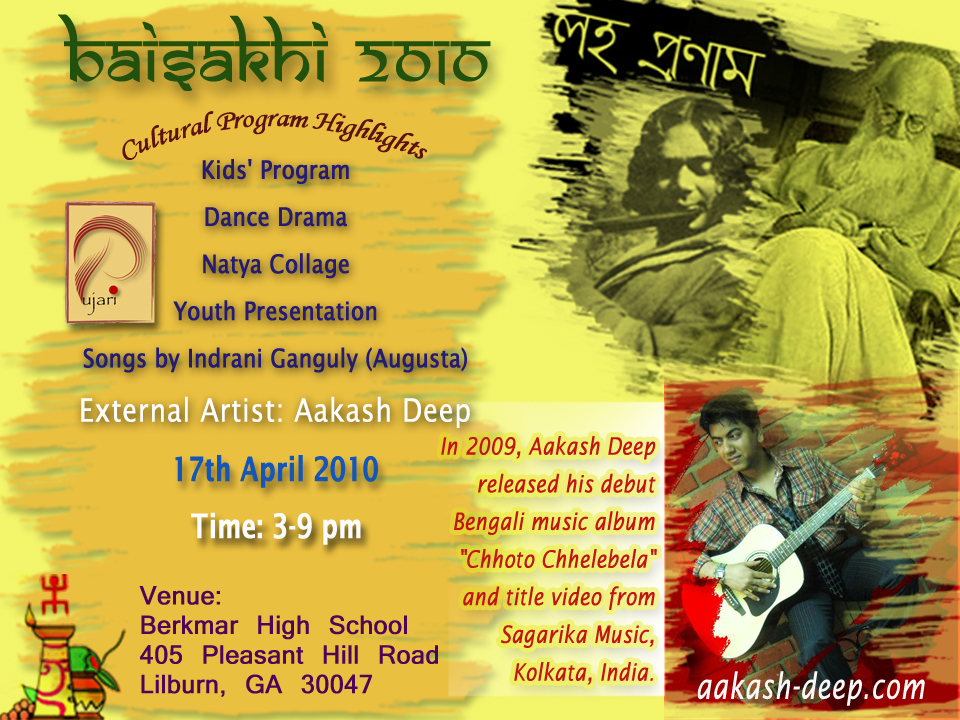 Baisakhi 2010
লহ প্রণাম
Cultural Program Highlights
Kids' Program
Dance Drama
Natya Collage
Youth Presentation
Songs by Indrani Ganguly (Augusta)
ujari
External Artist: Aakash Deep
17th April 2010
Time: 3-9 pm
Venue:
Berkmar High School
405 Pleasant Hill Road
Lilburn, GA 30047
In 2009, Aakash Deep
released his debut
Bengali music album
"Chhoto Chhelebela"
and title video from
Sagarika Music,
Kolkata, India.
aakash-deep.com